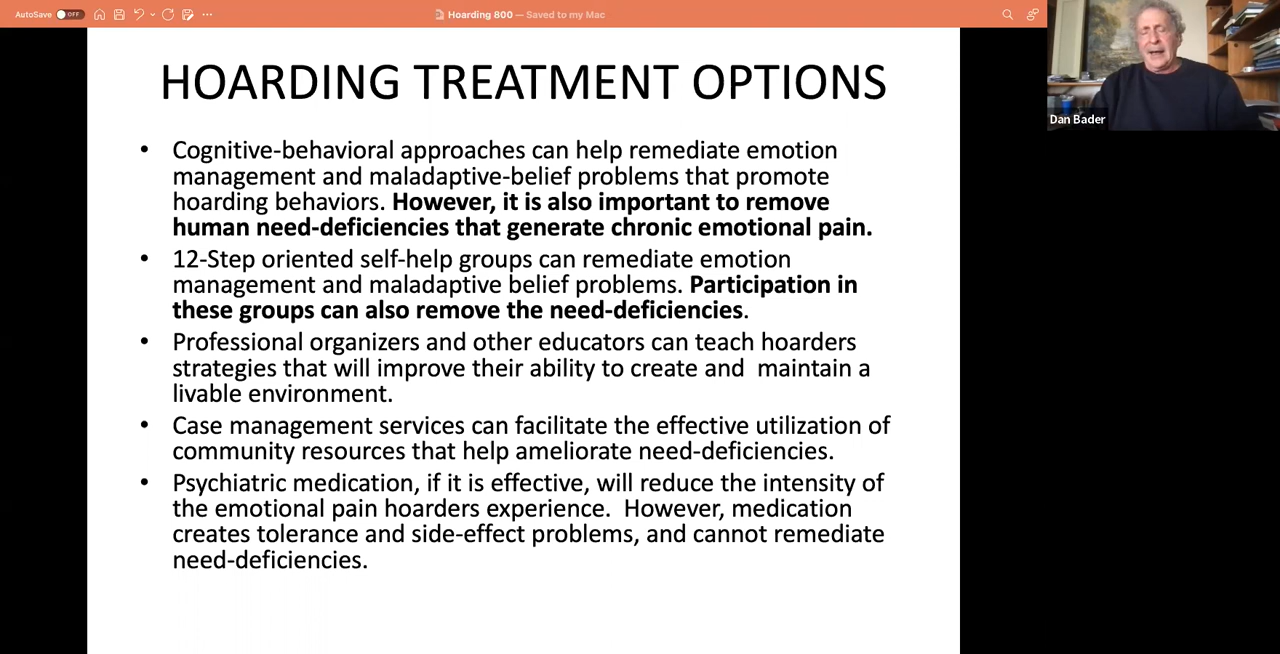 AutoSave OFF
Hoarding 800 — Saved to my Mac
HOARDING TREATMENT OPTIONS
• Cognitive-behavioral approaches can help remediate emotion
management and maladaptive-belief problems that promote
hoarding behaviors. However, it is also important to remove
human need-deficiencies that generate chronic emotional pain.
• 12-Step oriented self-help groups can remediate emotion
management and maladaptive belief problems. Participation in
these groups can also remove the need-deficiencies.
• Professional organizers and other educators can teach hoarders
strategies that will improve their ability to create and  maintain a
livable environment.
• Case management services can facilitate the effective utilization of
community resources that help ameliorate need-deficiencies.
• Psychiatric medication, if it is effective, will reduce the intensity of
the emotional pain hoarders experience.  However, medication
creates tolerance and side-effect problems, and cannot remediate
need-deficiencies.
Dan Bader